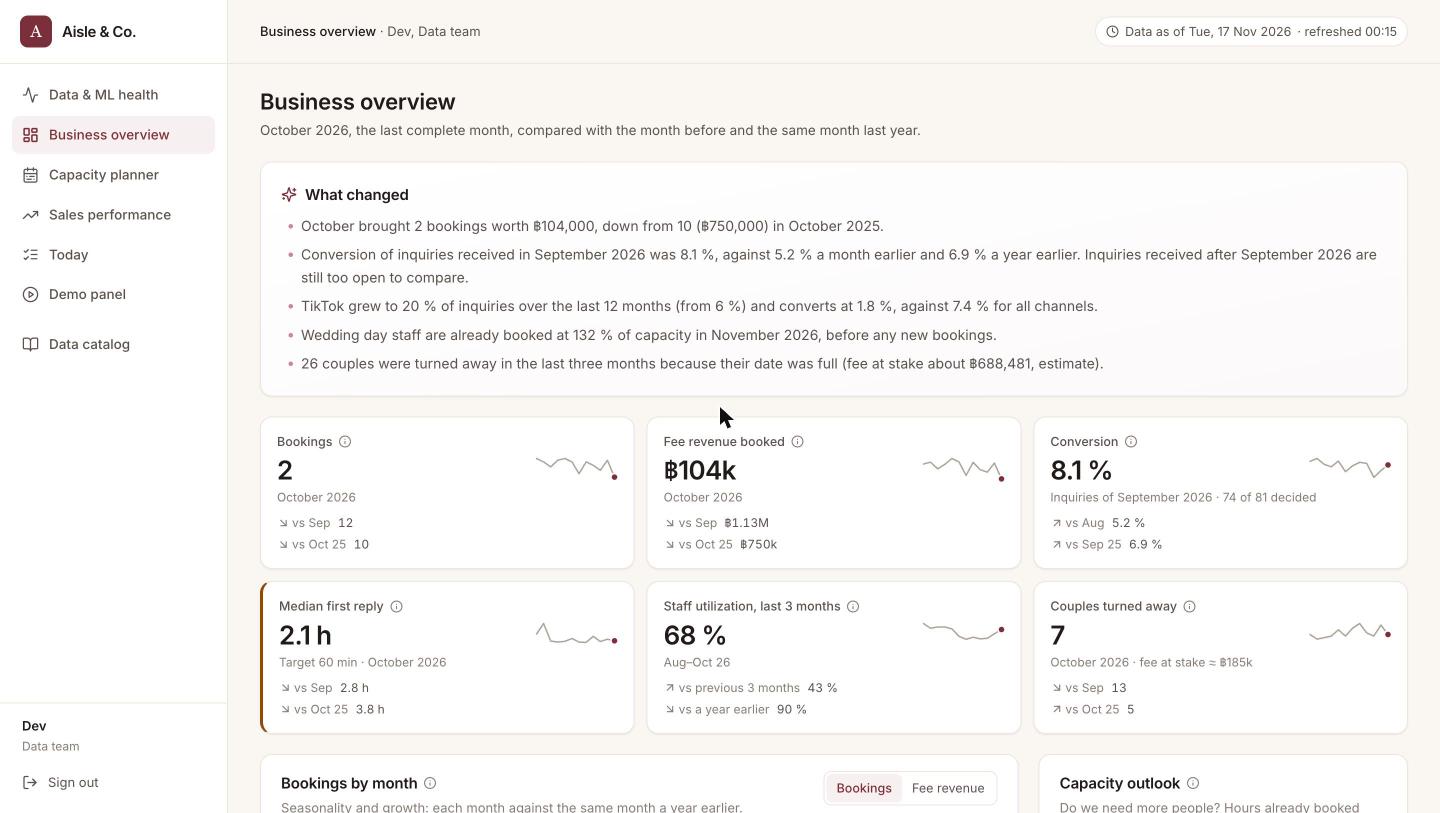 A Aisle & Co.
Business overview · Dev, Data team
Data as of Tue, 17 Nov 2026 · refreshed 00:15
Data & ML health
Business overview
Capacity planner
Sales performance
Today
Demo panel
Data catalog
Dev
Data team
Sign out
Business overview
October 2026, the last complete month, compared with the month before and the same month last year.
What changed
• October brought 2 bookings worth ฿104,000, down from 10 (฿750,000) in October 2025.
• Conversion of inquiries received in September 2026 was 8.1 %, against 5.2 % a month earlier and 6.9 % a year earlier. Inquiries received after September 2026 are
still too open to compare.
• TikTok grew to 20 % of inquiries over the last 12 months (from 6 %) and converts at 1.8 %, against 7.4 % for all channels.
• Wedding day staff are already booked at 132 % of capacity in November 2026, before any new bookings.
• 26 couples were turned away in the last three months because their date was full (fee at stake about ฿688,481, estimate).
Bookings
2
October 2026
↘ vs Sep 12
↘ vs Oct 25 10
Fee revenue booked
฿104k
October 2026
↘ vs Sep ฿1.13M
↘ vs Oct 25 ฿750k
Conversion
8.1 %
Inquiries of September 2026 · 74 of 81 decided
↗ vs Aug 5.2 %
↗ vs Sep 25 6.9 %
Median first reply
2.1 h
Target 60 min · October 2026
↘ vs Sep 2.8 h
↘ vs Oct 25 3.8 h
Staff utilization, last 3 months
68 %
Aug–Oct 26
↗ vs previous 3 months 43 %
↘ vs a year earlier 90 %
Couples turned away
7
October 2026 · fee at stake ≈ ฿185k
↘ vs Sep 13
↗ vs Oct 25 5
Bookings by month
Bookings Fee revenue
Seasonality and growth: each month against the same month a year earlier.
Capacity outlook
Do we need more people? Hours already booked